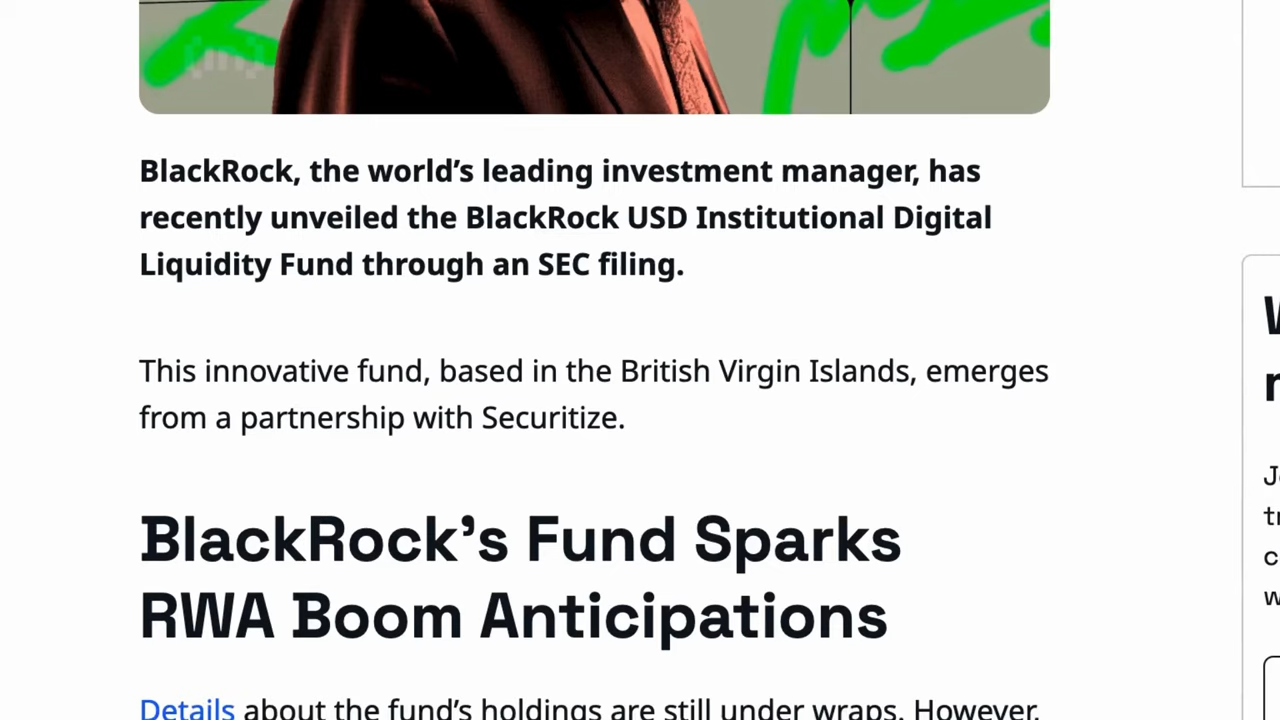 BlackRock, the world’s leading investment manager, has
recently unveiled the BlackRock USD Institutional Digital
Liquidity Fund through an SEC filing.
This innovative fund, based in the British Virgin Islands, emerges
from a partnership with Securitize.
BlackRock’s Fund Sparks
RWA Boom Anticipations
Details about the fund’s holdings are still under wraps. However,